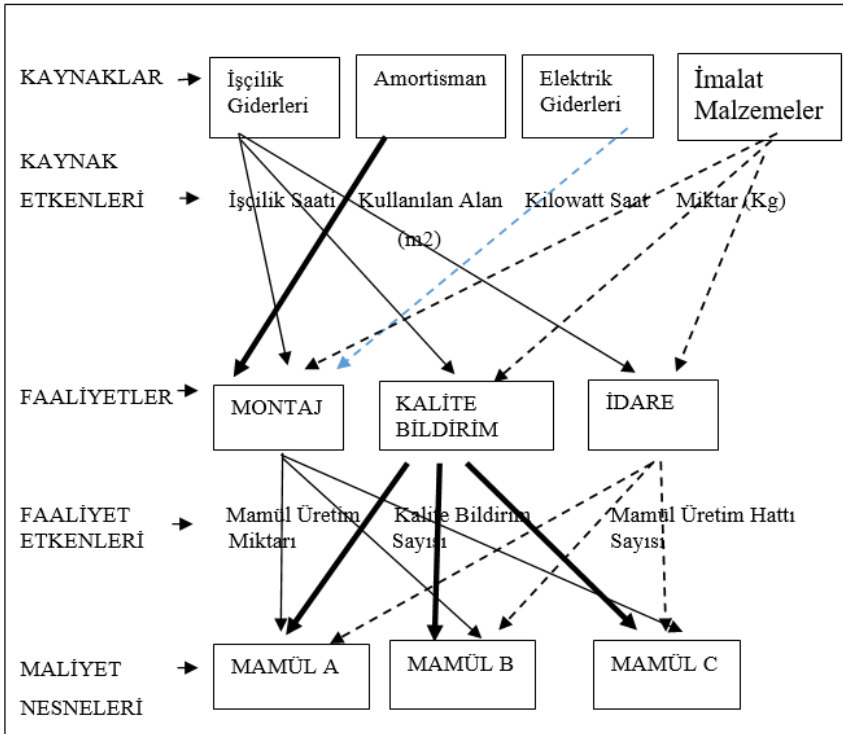 KAYNAKLAR
İşçilik
Giderleri
Amortisman
Elektrik
Giderleri
İmalat
Malzemeler
KAYNAK
ETKENLERİ
İşçilik Saati
Kullanılan Alan
(m2)
Kilowatt Saat
Miktar (Kg)
FAALİYETLER
MONTAJ
KALİTE
BİLDİRİM
İDARE
FAALİYET
ETKENLERİ
Mamül Üretim
Miktarı
Kalite Bildirim
Sayısı
Mamül Üretim Hattı
Sayısı
MALİYET
NESNELERİ
MAMÜL A
MAMÜL B
MAMÜL C